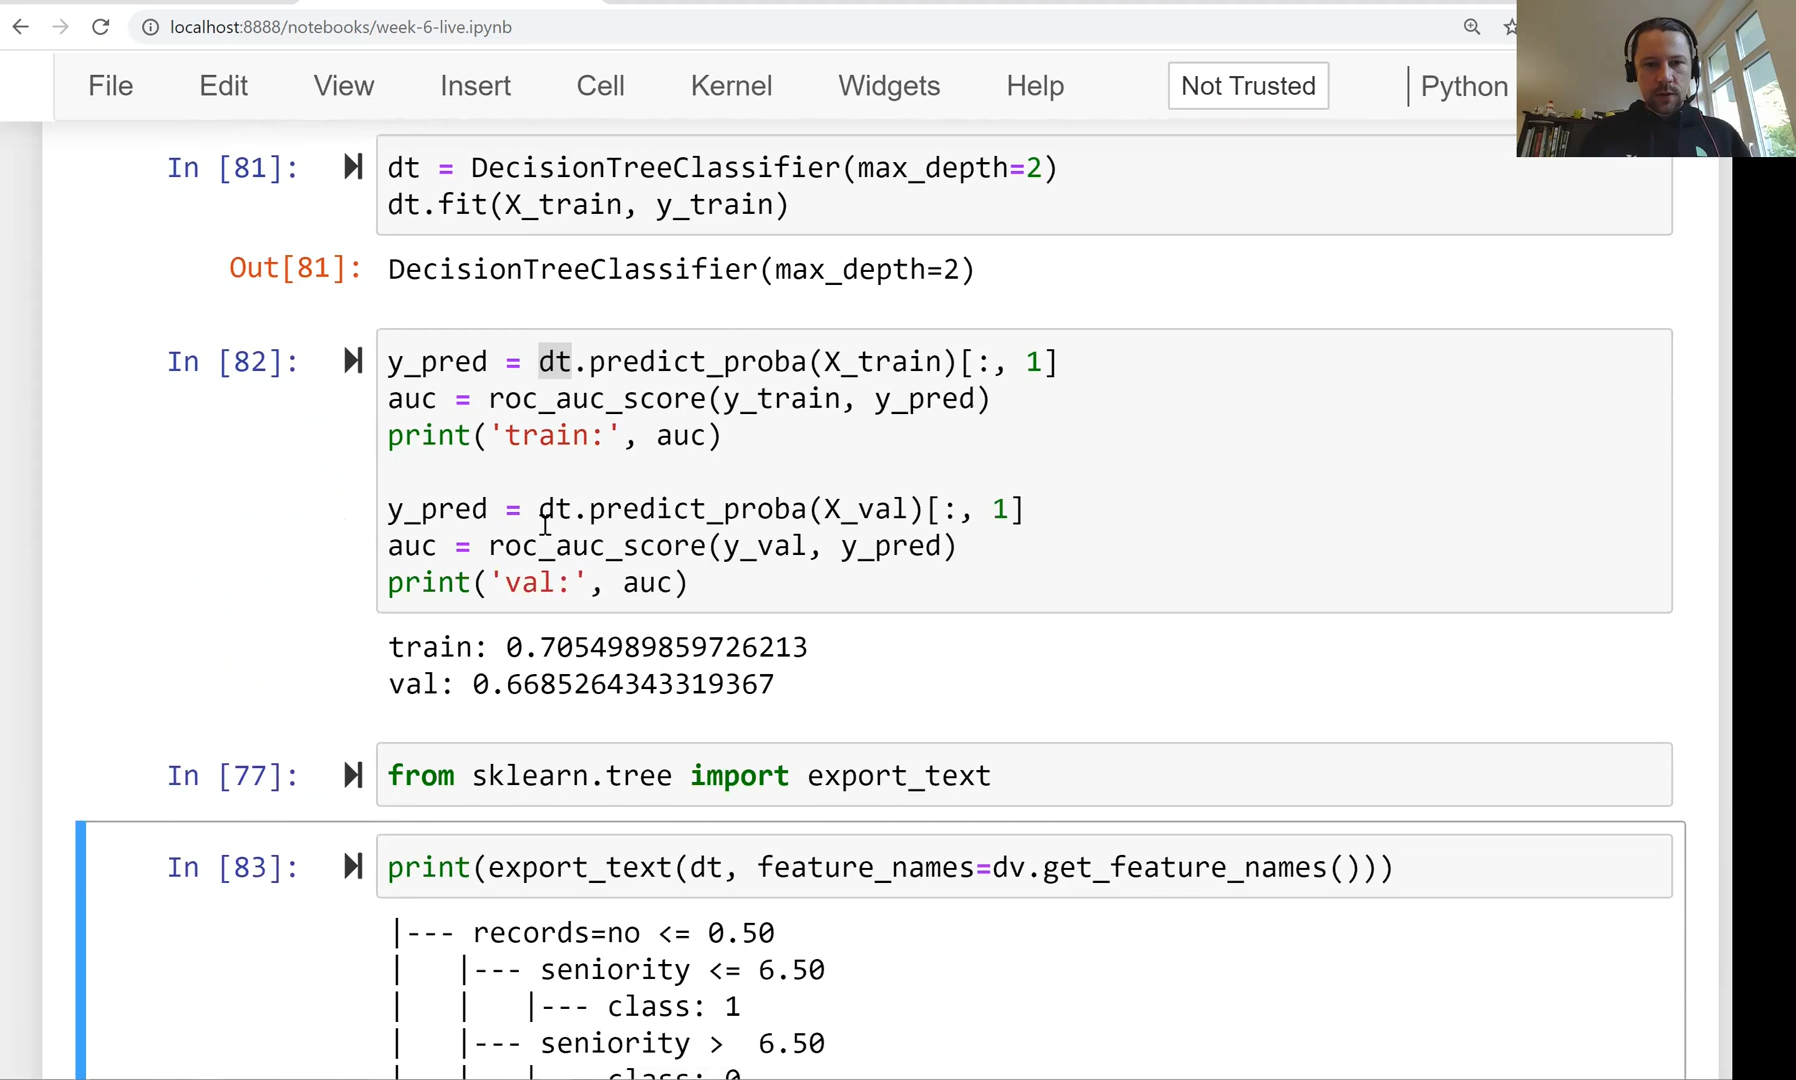 localhost:8888/notebooks/week-6-live.ipynb
File Edit View Insert Cell Kernel Widgets Help Not Trusted Python
In [81]: dt = DecisionTreeClassifier(max_depth=2)
dt.fit(X_train, y_train)
Out[81]: DecisionTreeClassifier(max_depth=2)
In [82]: y_pred = dt.predict_proba(X_train)[:, 1]
auc = roc_auc_score(y_train, y_pred)
print('train:', auc)
y_pred = dt.predict_proba(X_val)[:, 1]
auc = roc_auc_score(y_val, y_pred)
print('val:', auc)
train: 0.7054989859726213
val: 0.6685264343319367
In [77]: from sklearn.tree import export_text
In [83]: print(export_text(dt, feature_names=dv.get_feature_names()))
|--- records=no <= 0.50
|   |--- seniority <= 6.50
|   |   |--- class: 1
|   |--- seniority >  6.50
|   |   |--- class: 0